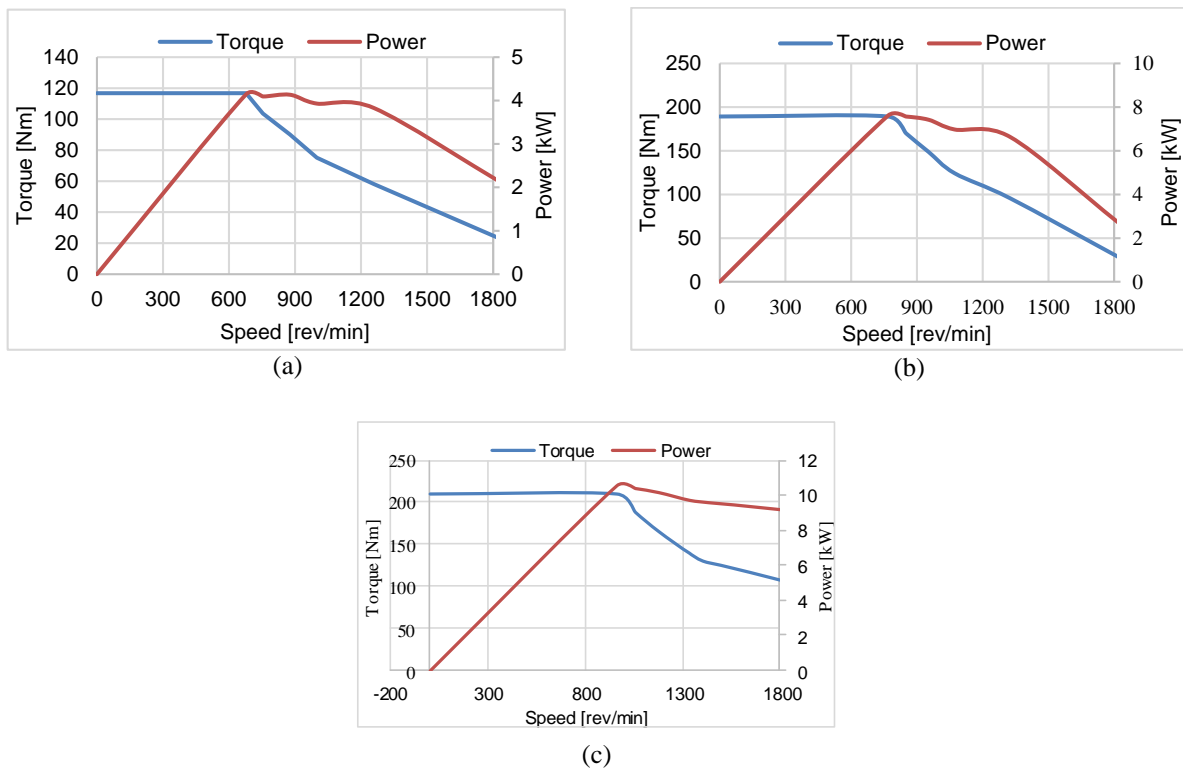 Torque Power
140
120
100
80
60
40
20
0
Torque [Nm]
5
4
3
2
1
0
Power [kW]
0 300 600 900 1200 1500 1800
Speed [rev/min]
(a)
Torque Power
250
200
150
100
50
0
Torque [Nm]
10
8
6
4
2
0
Power [kW]
0 300 600 900 1200 1500 1800
Speed [rev/min]
(b)
Torque Power
250
200
150
100
50
0
Torque [Nm]
12
10
8
6
4
2
0
Power [kW]
-200 300 800 1300 1800
Speed [rev/min]
(c)